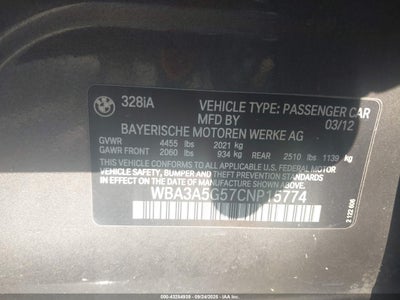 328iA VEHICLE TYPE: PASSENGER CAR
MFD BY 03/12
BAYERISCHE MOTOREN WERKE AG
GVWR 4455 lbs 2021 kg
GAWR FRONT 2060 lbs 934 kg REAR 2510 lbs 1139 kg
THIS VEHICLE CONFORMS TO ALL APPLICABLE U.S. FEDERAL MOTOR
VEHICLE SAFETY, BUMPER, AND THEFT PREVENTION STANDARDS
IN EFFECT ON THE DATE OF MANUFACTURE SHOWN ABOVE.
WBA3A5G57CNP15774